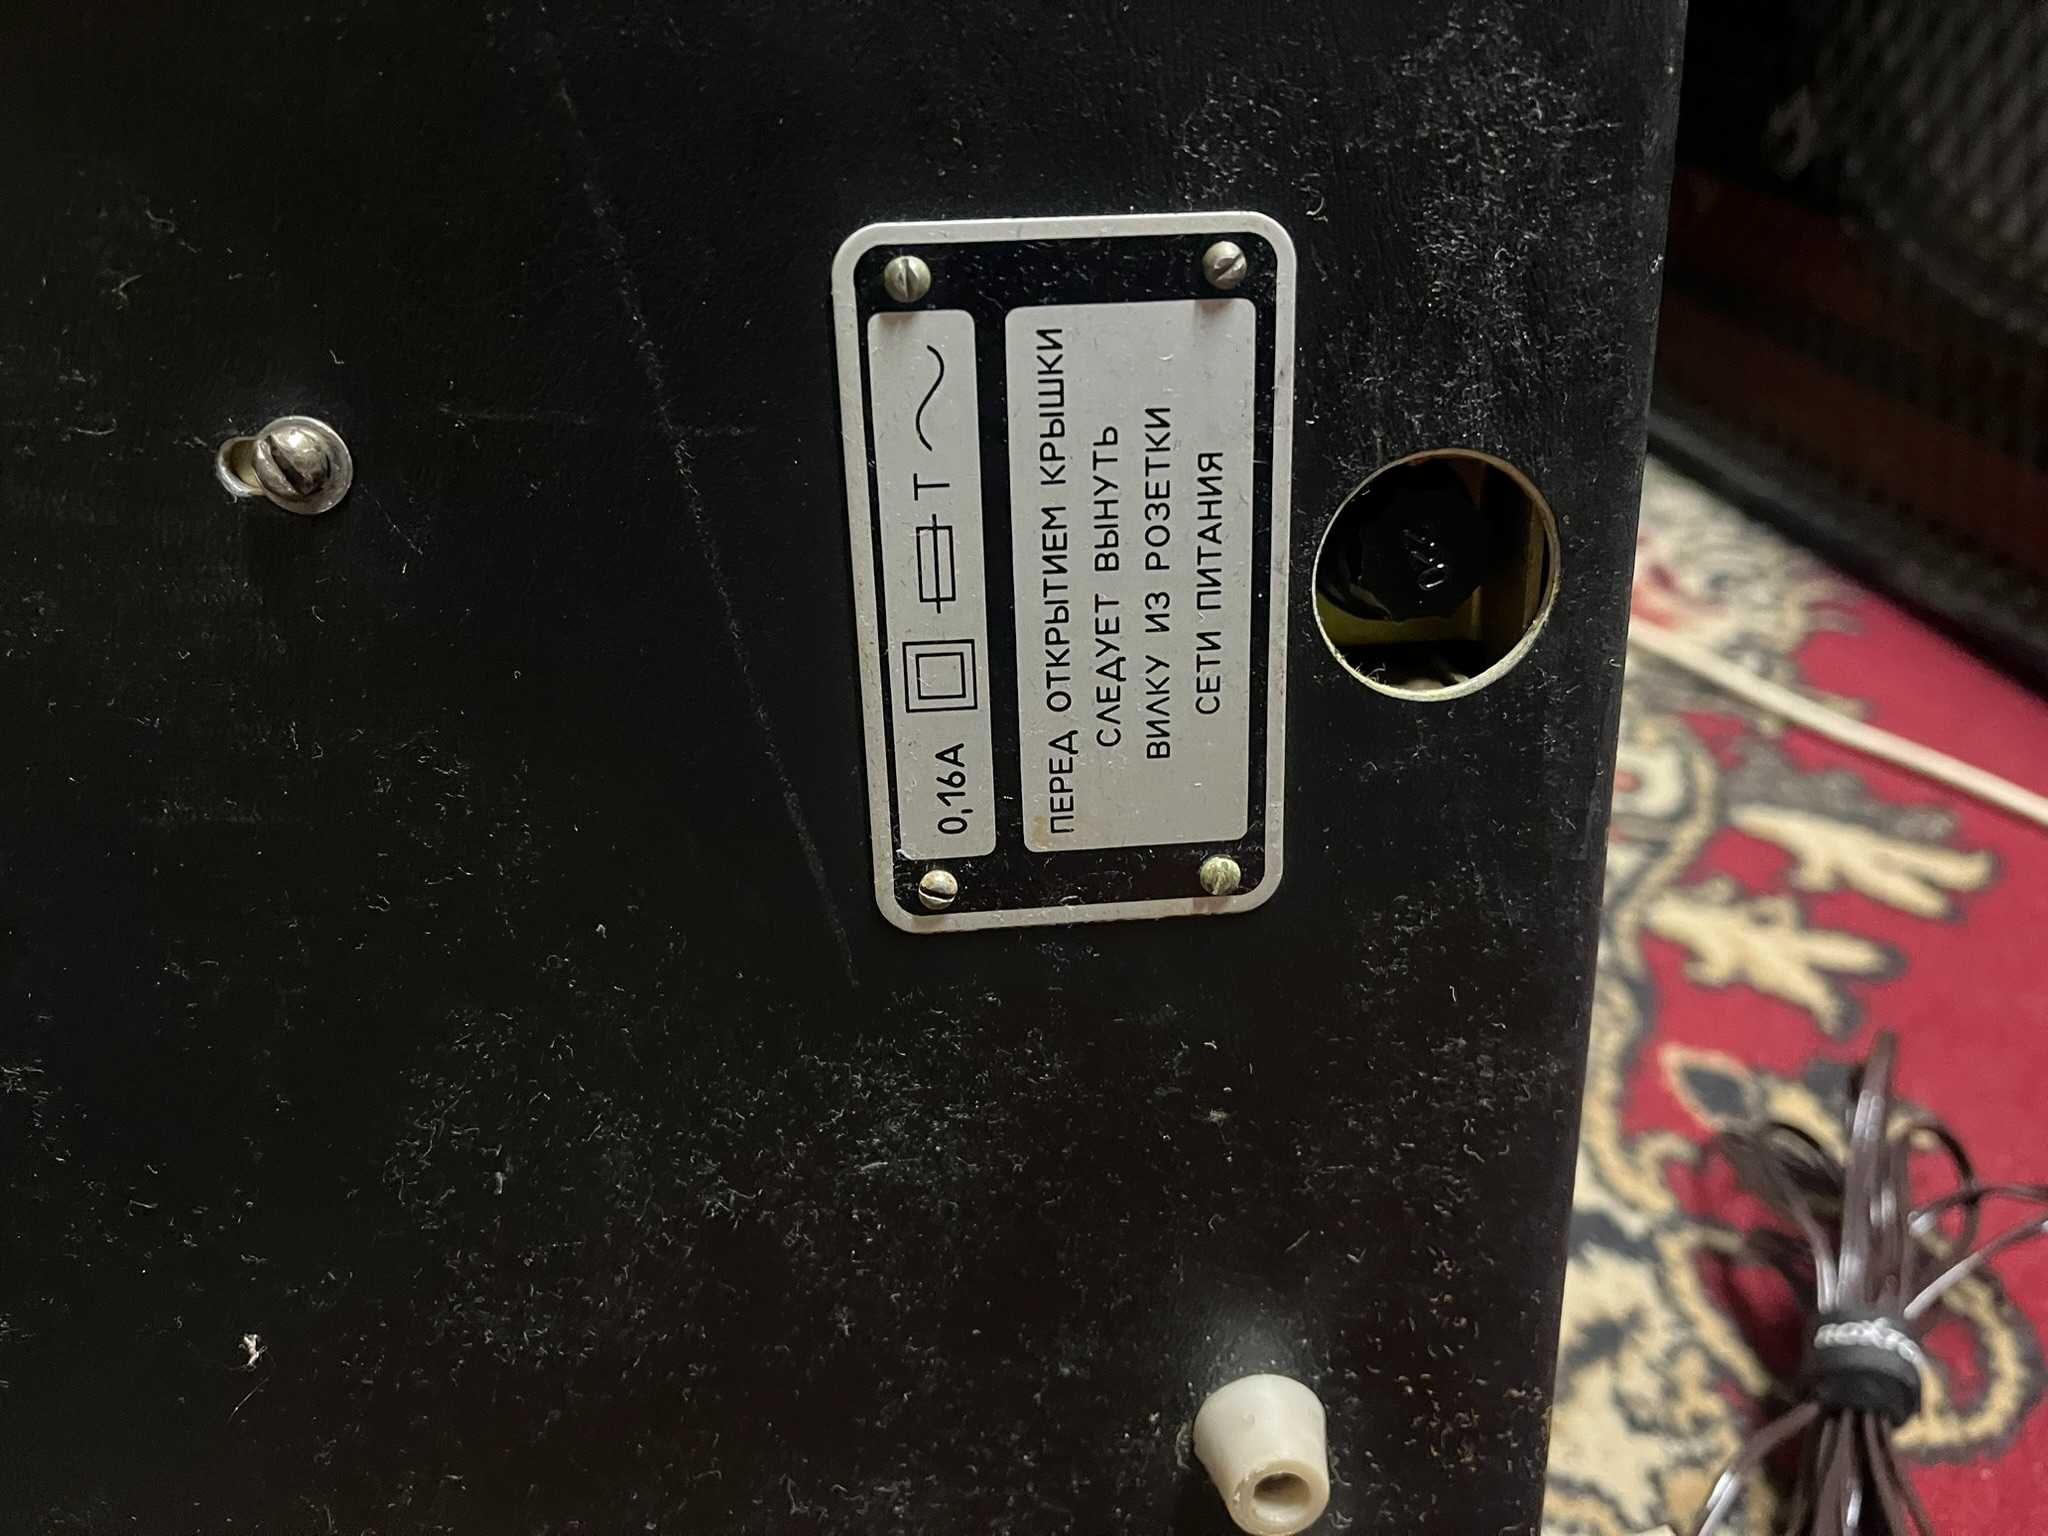 0,16А Т
ПЕРЕД ОТКРЫТИЕМ КРЫШКИ
СЛЕДУЕТ ВЫНУТЬ
ВИЛКУ ИЗ РОЗЕТКИ
СЕТИ ПИТАНИЯ